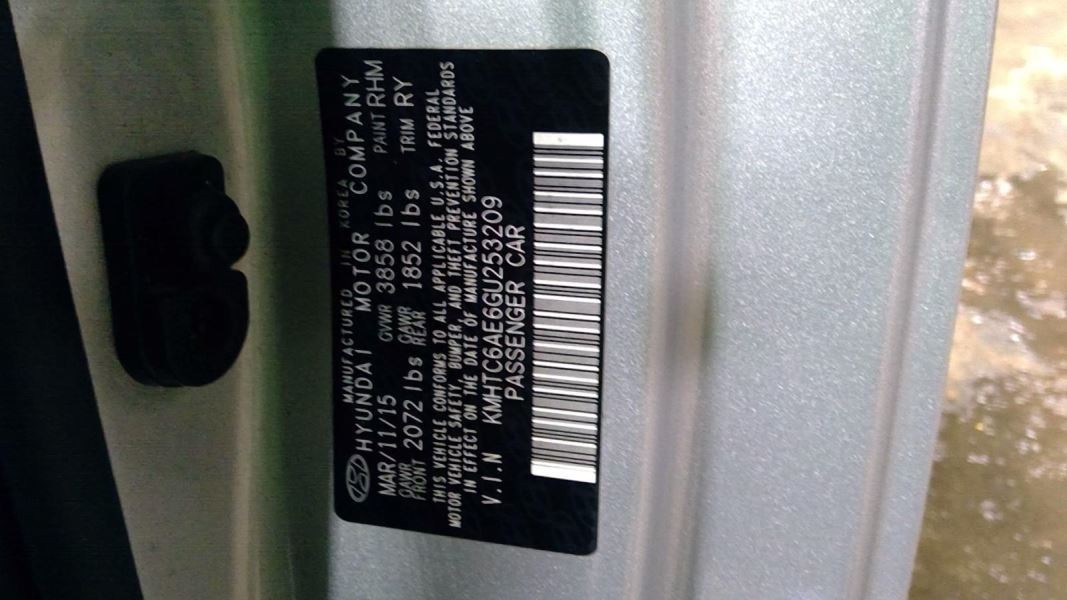 MANUFACTURED IN KOREA BY
HYUNDAI MOTOR COMPANY
MAR/11/15 GVWR 3858 lbs PAINT RHM
GAWR FRONT 2072 lbs GAWR REAR 1852 lbs TRIM RY
THIS VEHICLE CONFORMS TO ALL APPLICABLE U.S.A. FEDERAL
MOTOR VEHICLE SAFETY, BUMPER, AND THEFT PREVENTION STANDARDS
IN EFFECT ON THE DATE OF MANUFACTURE SHOWN ABOVE
V.I.N KMHTC6AE6GU253209
PASSENGER CAR